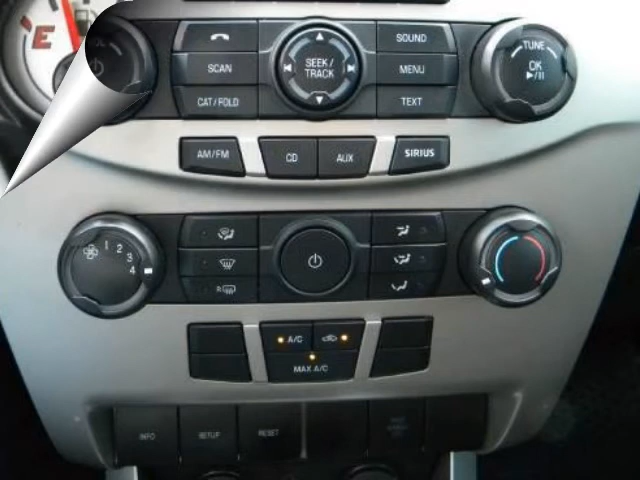 E
VOL
SOUND
SCAN
SEEK/
TRACK
MENU
CAT/FOLD
TEXT
TUNE
OK
AM/FM
CD
AUX
SIRIUS
1
2
3
4
R
A/C
MAX A/C
INFO
SETUP
RESET